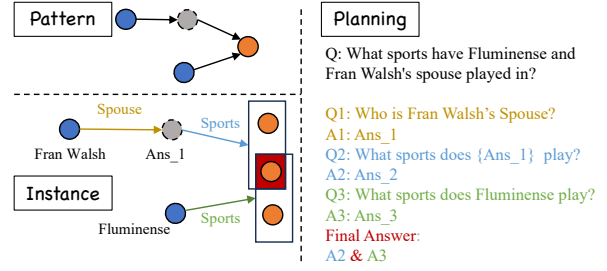 Pattern
Planning
Q: What sports have Fluminense and
Fran Walsh's spouse played in?
Spouse
Sports
Fran Walsh
Ans_1
Instance
Fluminense
Sports
Q1: Who is Fran Walsh’s Spouse?
A1: Ans_1
Q2: What sports does {Ans_1} play?
A2: Ans_2
Q3: What sports does Fluminense play?
A3: Ans_3
Final Answer:
A2 & A3